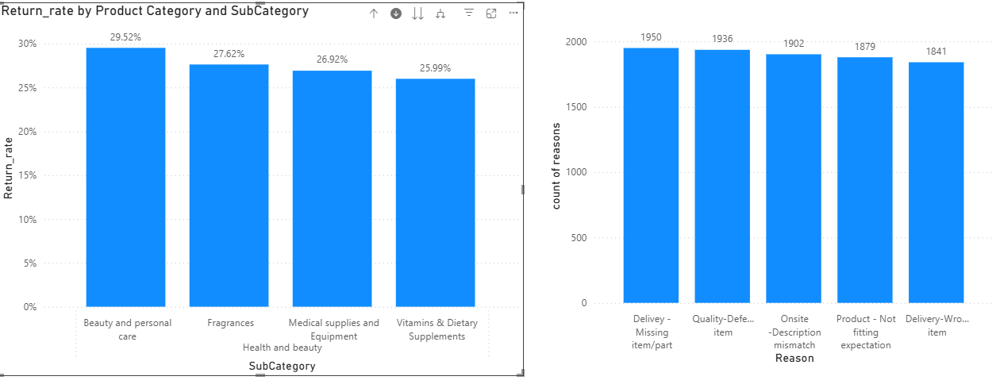 Return_rate by Product Category and SubCategory
Return_rate
30%
25%
20%
15%
10%
5%
0%
29.52%
27.62%
26.92%
25.99%
Beauty and personal
care
Fragrances
Medical supplies and
Equipment
Vitamins & Dietary
Supplements
Health and beauty
SubCategory
count of reasons
2000
1500
1000
500
0
1950
1936
1902
1879
1841
Delivey -
Missing
item/part
Quality-Defe...
item
Onsite
-Description
mismatch
Product - Not
fitting
expectation
Delivery-Wro...
item
Reason